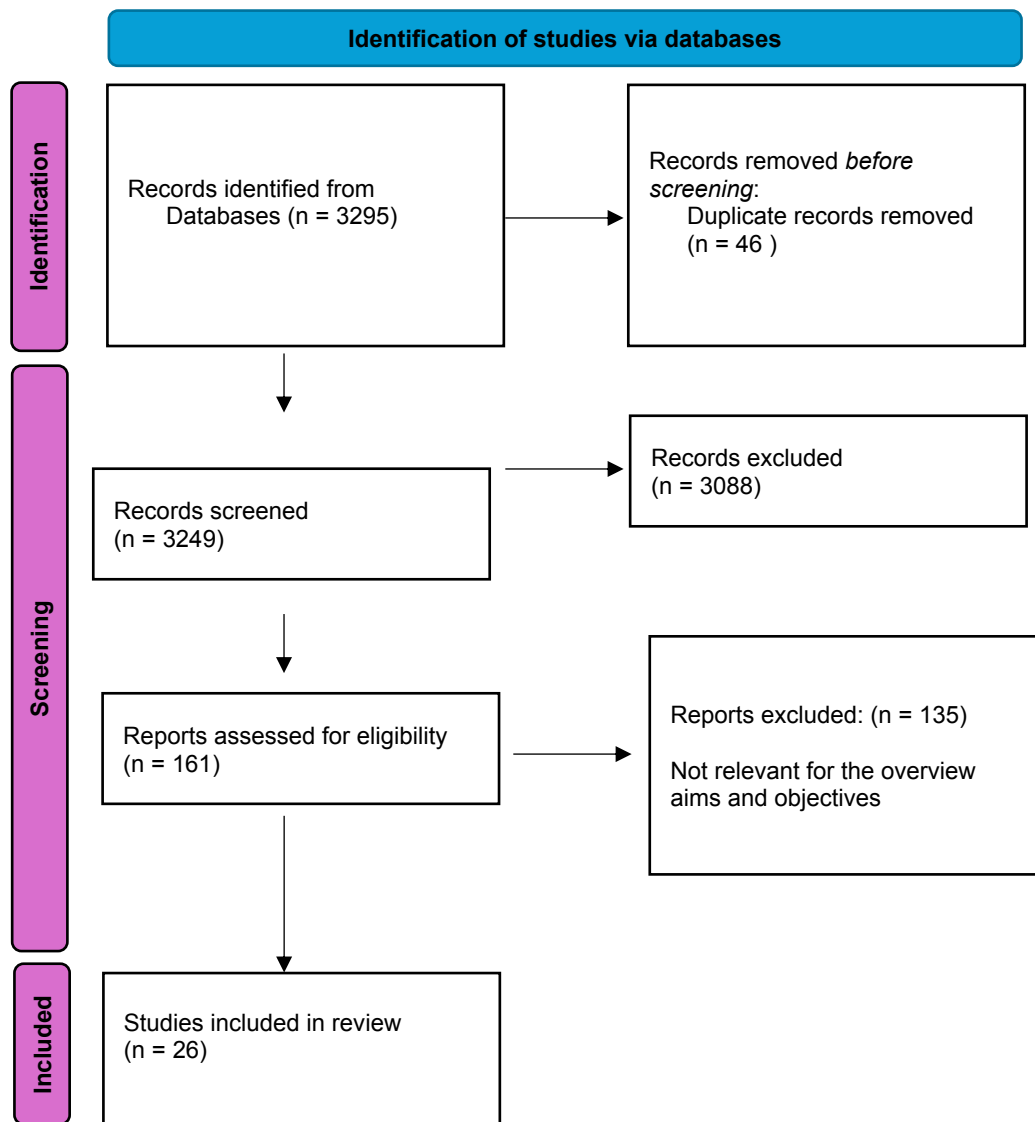 Identification of studies via databases
Identification
Records identified from
Databases (n = 3295)
Records removed before
screening:
Duplicate records removed
(n = 46 )
Screening
Records screened
(n = 3249)
Records excluded
(n = 3088)
Reports assessed for eligibility
(n = 161)
Reports excluded: (n = 135)
Not relevant for the overview
aims and objectives
Included
Studies included in review
(n = 26)